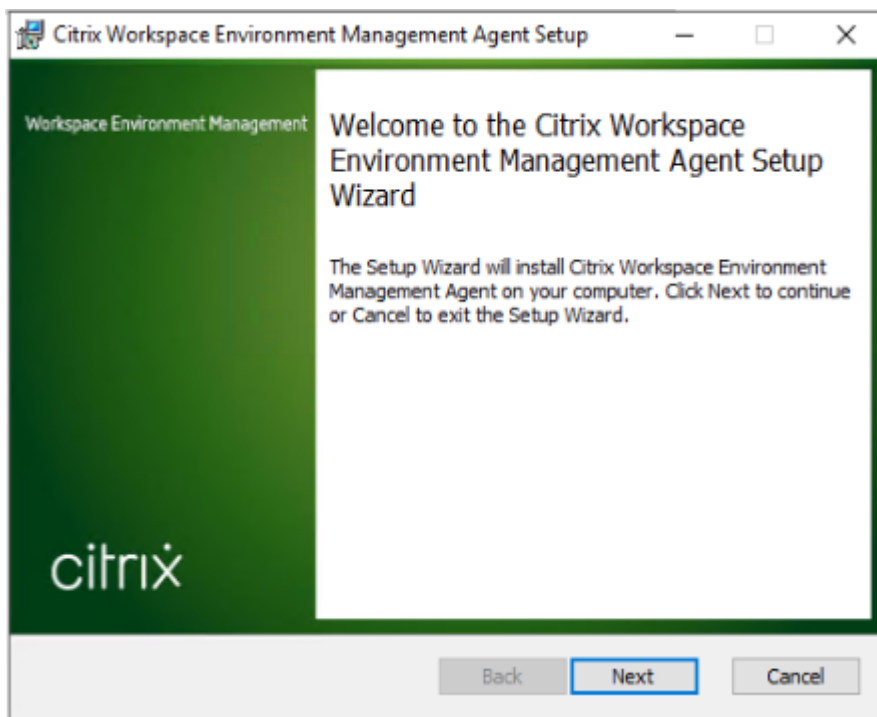 Citrix Workspace Environment Management Agent Setup
Workspace Environment Management
Welcome to the Citrix Workspace
Environment Management Agent Setup
Wizard
The Setup Wizard will install Citrix Workspace Environment
Management Agent on your computer. Click Next to continue
or Cancel to exit the Setup Wizard.
citrix
Back
Next
Cancel